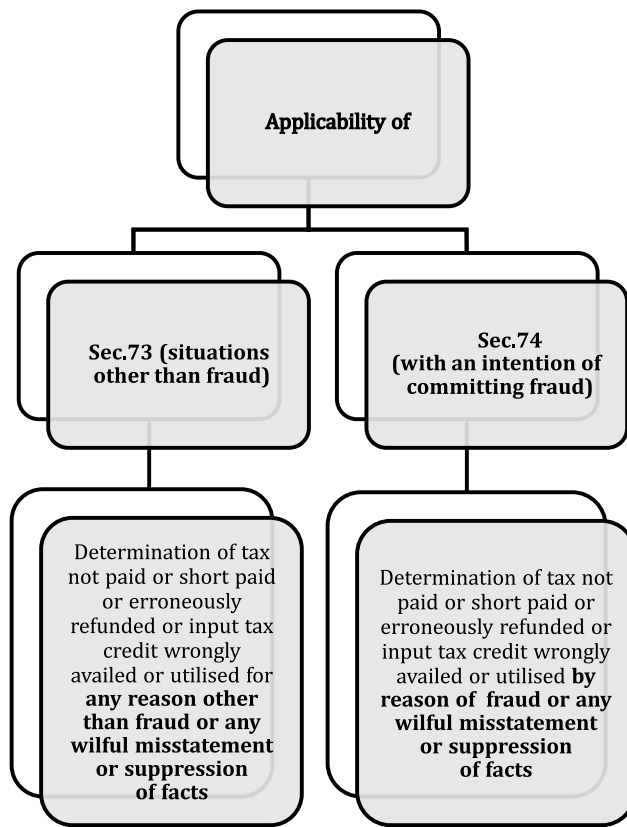 Applicability of
Sec.73 (situations
other than fraud)
Sec.74
(with an intention of
committing fraud)
Determination of tax
not paid or short paid
or erroneously
refunded or input tax
credit wrongly
availed or utilised for
any reason other
than fraud or any
wilful misstatement
or suppression
of facts
Determination of tax not
paid or short paid or
erroneously refunded or
input tax credit wrongly
availed or utilised by
reason of fraud or any
wilful misstatement
or suppression
of facts